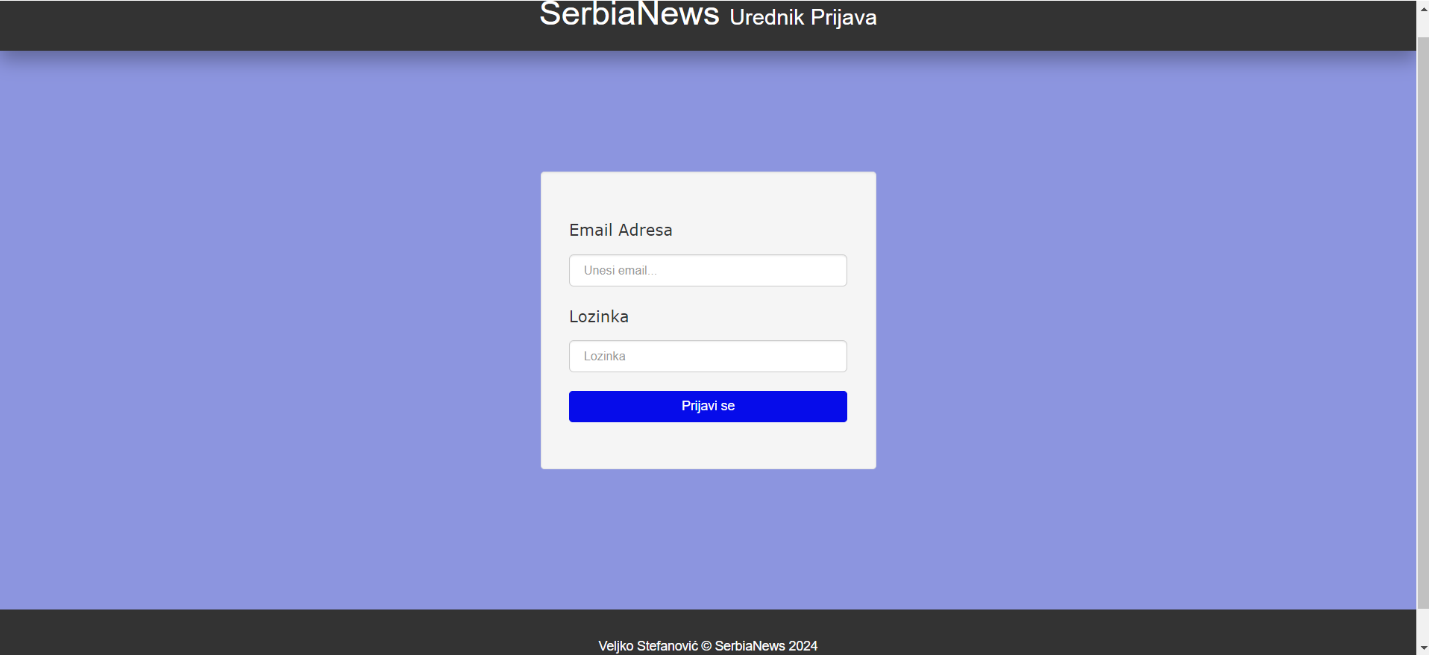 SerbiaNews Urednik Prijava
Email Adresa
Unesi email...
Lozinka
Lozinka
Prijavi se
Veljko Stefanović © SerbiaNews 2024